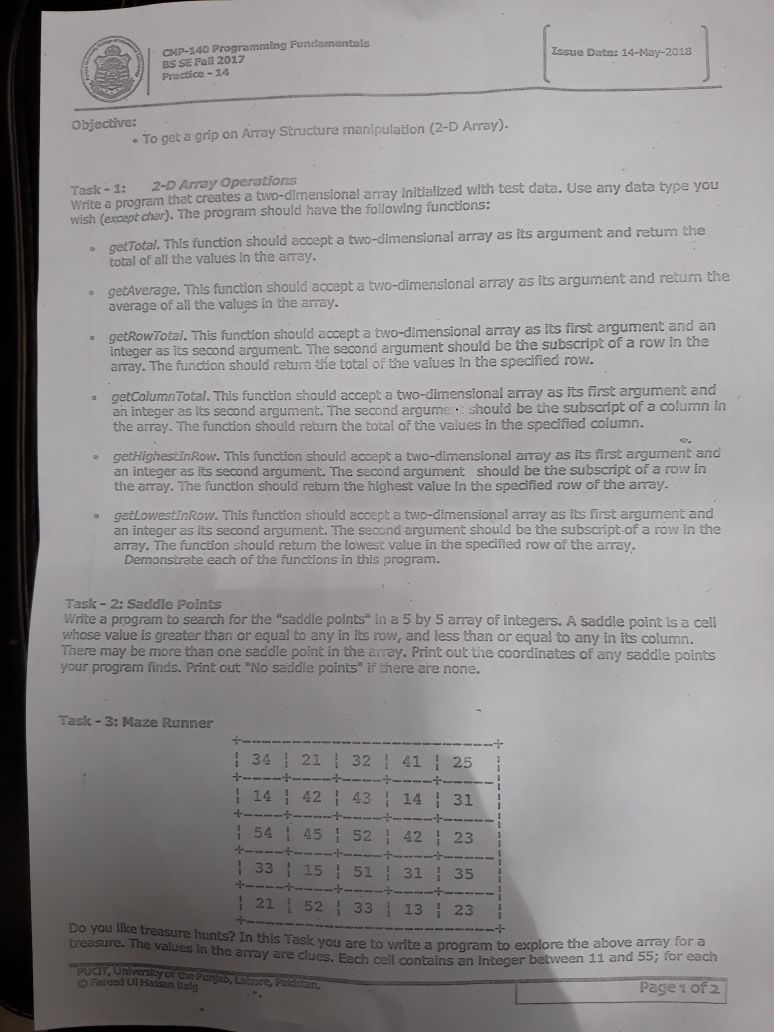 CMP-140 Programming Fundamentals
BS SE Fall 2017
Practice - 14
Issue Date: 14-May-2018
Objective:
• To get a grip on Array Structure manipulation (2-D Array).
Task - 1: 2-D Array Operations
Write a program that creates a two-dimensional array initialized with test data. Use any data type you
wish (except char). The program should have the following functions:
• getTotal. This function should accept a two-dimensional array as its argument and return the
total of all the values in the array.
• getAverage. This function should accept a two-dimensional array as its argument and return the
average of all the values in the array.
• getRowTotal. This function should accept a two-dimensional array as its first argument and an
integer as its second argument. The second argument should be the subscript of a row in the
array. The function should return the total of the values in the specified row.
• getColumnTotal. This function should accept a two-dimensional array as its first argument and
an integer as its second argument. The second argume should be the subscript of a column in
the array. The function should return the total of the values in the specified column.
• getHighestInRow. This function should accept a two-dimensional array as its first argument and
an integer as its second argument. The second argument should be the subscript of a row in
the array. The function should return the highest value in the specified row of the array.
• getLowestInRow. This function should accept a two-dimensional array as its first argument and
an integer as its second argument. The second argument should be the subscript of a row in the
array. The function should return the lowest value in the specified row of the array.
Demonstrate each of the functions in this program.
Task - 2: Saddle Points
Write a program to search for the "saddle points" in a 5 by 5 array of integers. A saddle point is a cell
whose value is greater than or equal to any in its row, and less than or equal to any in its column.
There may be more than one saddle point in the array. Print out the coordinates of any saddle points
your program finds. Print out "No saddle points" if there are none.
Task - 3: Maze Runner
34 21 32 41 25
14 42 43 14 31
54 45 52 42 23
33 15 51 31 35
21 52 33 13 23
Do you like treasure hunts? In this Task you are to write a program to explore the above array for a
treasure. The values in the array are clues. Each cell contains an integer between 11 and 55; for each
PUCIT, University of the Punjab, Lahore, Pakistan.
© Fareed Ul Hassan Baig
Page 1 of 2